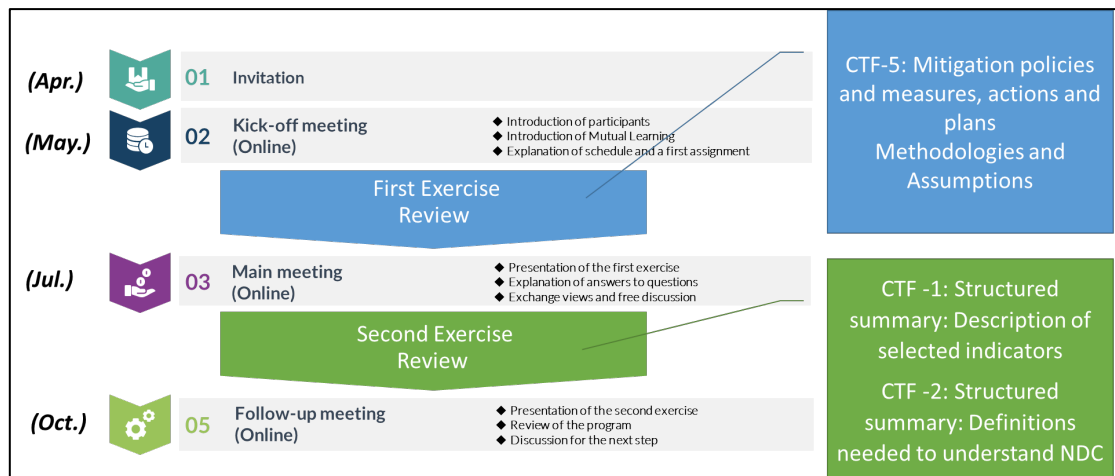 (Apr.)
01
Invitation
(May.)
02
Kick-off meeting
(Online)
◆ Introduction of participants
◆ Introduction of Mutual Learning
◆ Explanation of schedule and a first assignment
First Exercise
Review
(Jul.)
03
Main meeting
(Online)
◆ Presentation of the first exercise
◆ Explanation of answers to questions
◆ Exchange views and free discussion
Second Exercise
Review
(Oct.)
05
Follow-up meeting
(Online)
◆ Presentation of the second exercise
◆ Review of the program
◆ Discussion for the next step
CTF-5: Mitigation policies
and measures, actions and
plans
Methodologies and
Assumptions
CTF -1: Structured
summary: Description of
selected indicators
CTF -2: Structured
summary: Definitions
needed to understand NDC